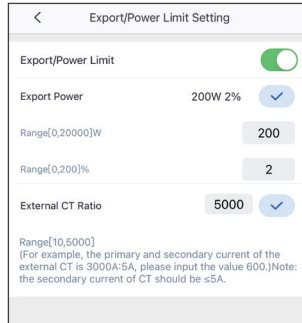 Export/Power Limit Setting
Export/Power Limit
Export Power 200W 2%
Range[0,20000]W 200
Range[0,200]% 2
External CT Ratio 5000
Range[10,5000]
(For example, the primary and secondary current of the
external CT is 3000A:5A, please input the value 600.)Note:
the secondary current of CT should be ≤5A.